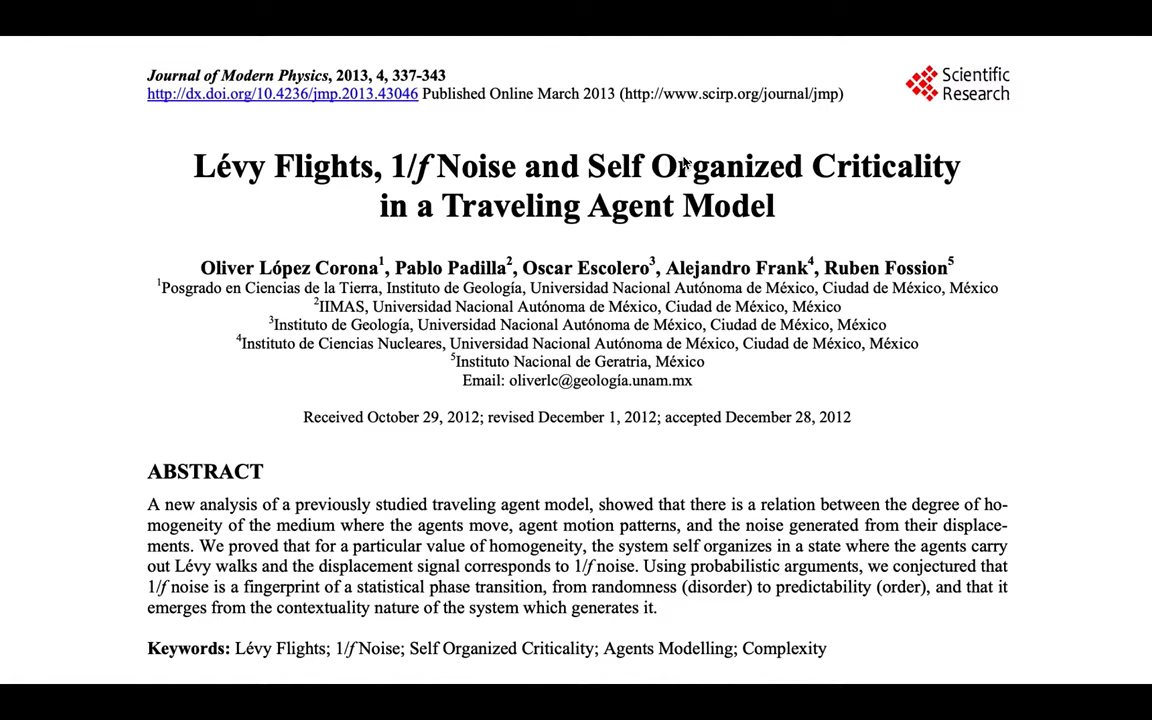 Journal of Modern Physics, 2013, 4, 337-343
http://dx.doi.org/10.4236/jmp.2013.43046 Published Online March 2013 (http://www.scirp.org/journal/jmp)
Scientific
Research
Lévy Flights, 1/f Noise and Self Organized Criticality
in a Traveling Agent Model
Oliver López Corona1, Pablo Padilla2, Oscar Escolero3, Alejandro Frank4, Ruben Fossion5
1Posgrado en Ciencias de la Tierra, Instituto de Geología, Universidad Nacional Autónoma de México, Ciudad de México, México
2IIMAS, Universidad Nacional Autónoma de México, Ciudad de México, México
3Instituto de Geología, Universidad Nacional Autónoma de México, Ciudad de México, México
4Instituto de Ciencias Nucleares, Universidad Nacional Autónoma de México, Ciudad de México, México
5Instituto Nacional de Geratria, México
Email: oliverlc@geología.unam.mx
Received October 29, 2012; revised December 1, 2012; accepted December 28, 2012
ABSTRACT
A new analysis of a previously studied traveling agent model, showed that there is a relation between the degree of ho-
mogeneity of the medium where the agents move, agent motion patterns, and the noise generated from their displace-
ments. We proved that for a particular value of homogeneity, the system self organizes in a state where the agents carry
out Lévy walks and the displacement signal corresponds to 1/f noise. Using probabilistic arguments, we conjectured that
1/f noise is a fingerprint of a statistical phase transition, from randomness (disorder) to predictability (order), and that it
emerges from the contextuality nature of the system which generates it.
Keywords: Lévy Flights; 1/f Noise; Self Organized Criticality; Agents Modelling; Complexity